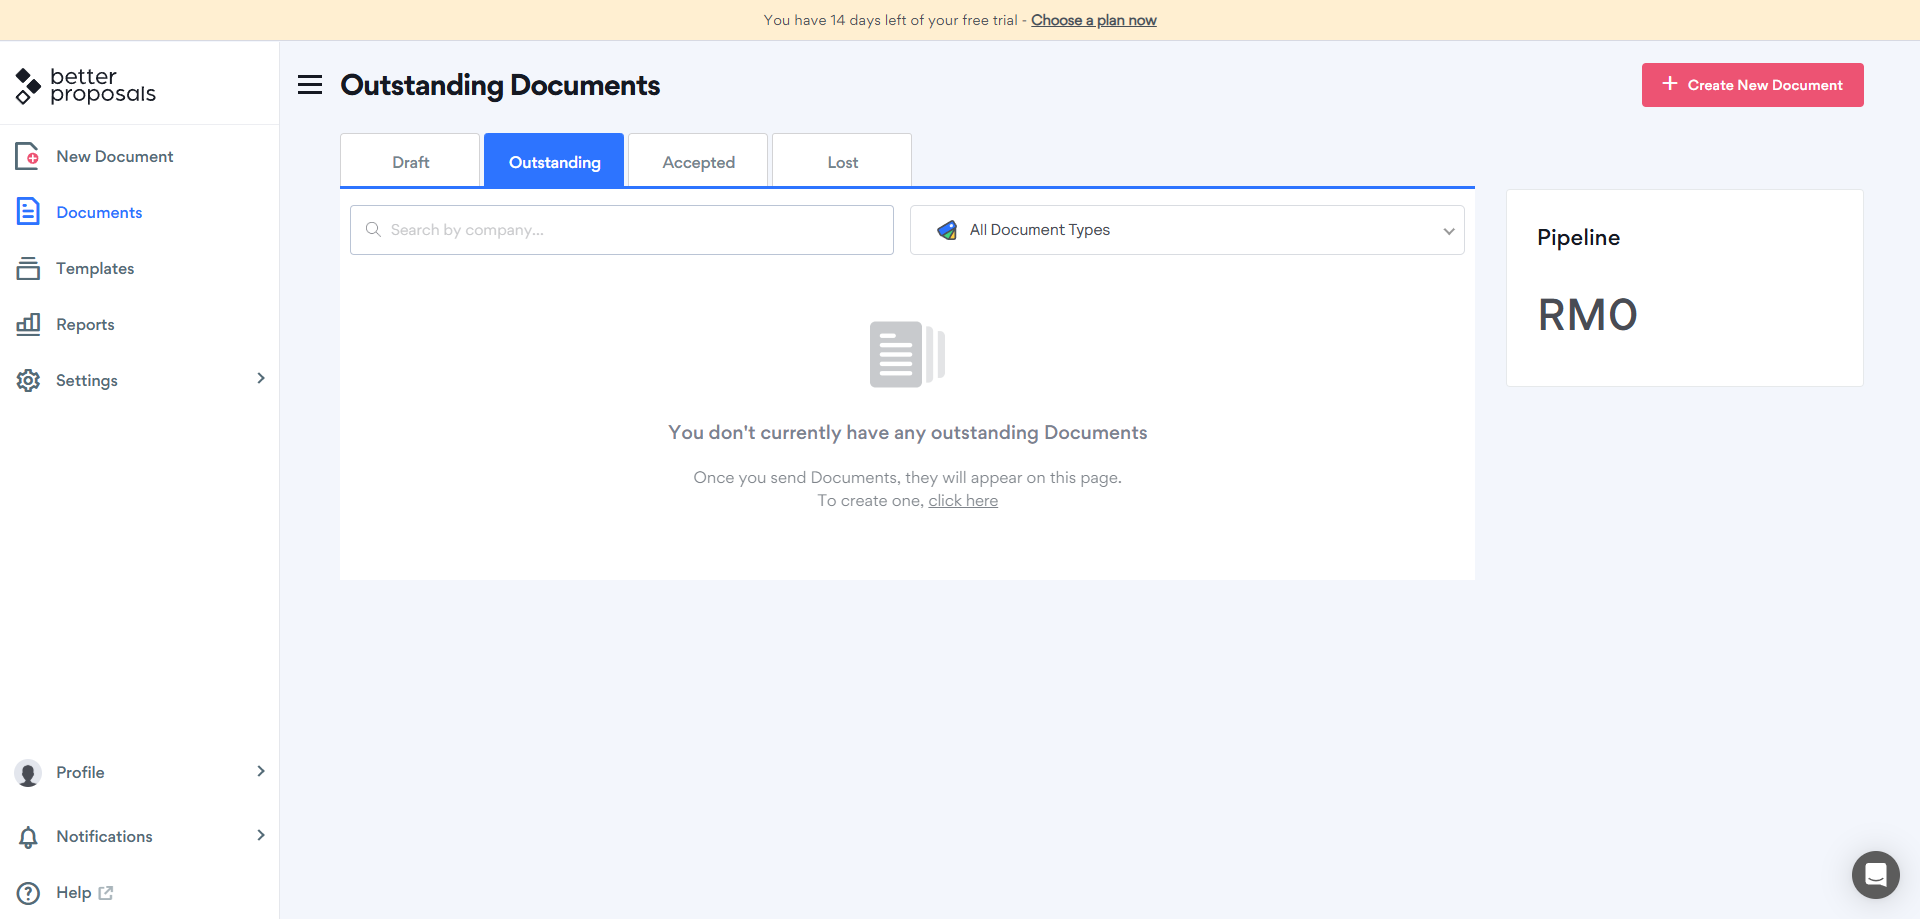 You have 14 days left of your free trial - Choose a plan now
better
proposals
New Document
Documents
Templates
Reports
Settings
Profile
Notifications
Help
Outstanding Documents
Create New Document
Draft
Outstanding
Accepted
Lost
Search by company...
All Document Types
You don't currently have any outstanding Documents
Once you send Documents, they will appear on this page.
To create one, click here
Pipeline
RM0